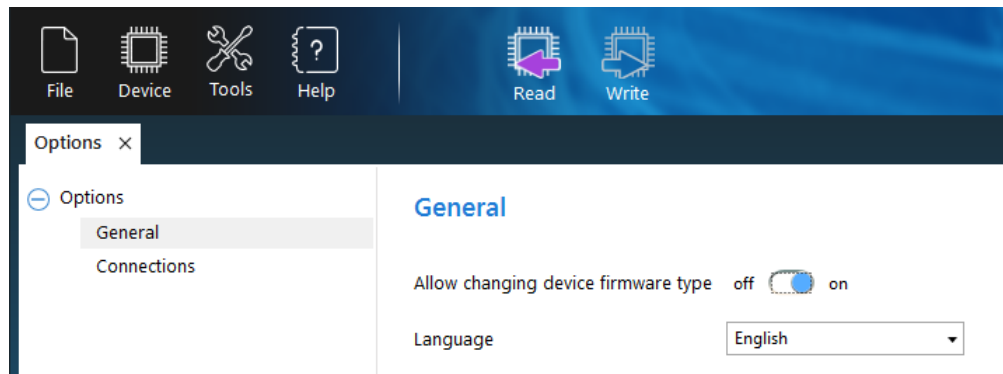 File Device Tools Help Read Write
Options
Options
General
Connections
General
Allow changing device firmware type off on
Language English